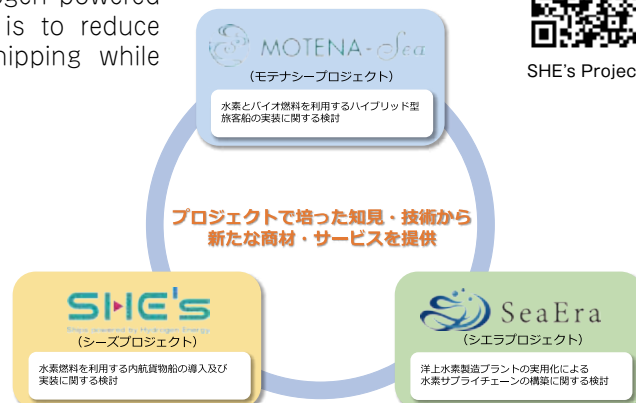 ogen powered
is to reduce
hipping while
SHE's Projec
MOTENA-Sea
(モテナシープロジェクト)
水素とバイオ燃料を利用するハイブリッド型
旅客船の実装に関する検討
プロジェクトで培った知見・技術から
新たな商材・サービスを提供
SHE's
Ships powered by Hydrogen Energy
(シーズプロジェクト)
水素燃料を利用する内航貨物船の導入及び
実装に関する検討
SeaEra
(シエラプロジェクト)
洋上水素製造プラントの実用化による
水素サプライチェーンの構築に関する検討